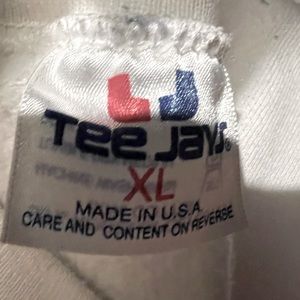 Tee Jays®
XL
MADE IN U.S.A.
CARE AND CONTENT ON REVERSE